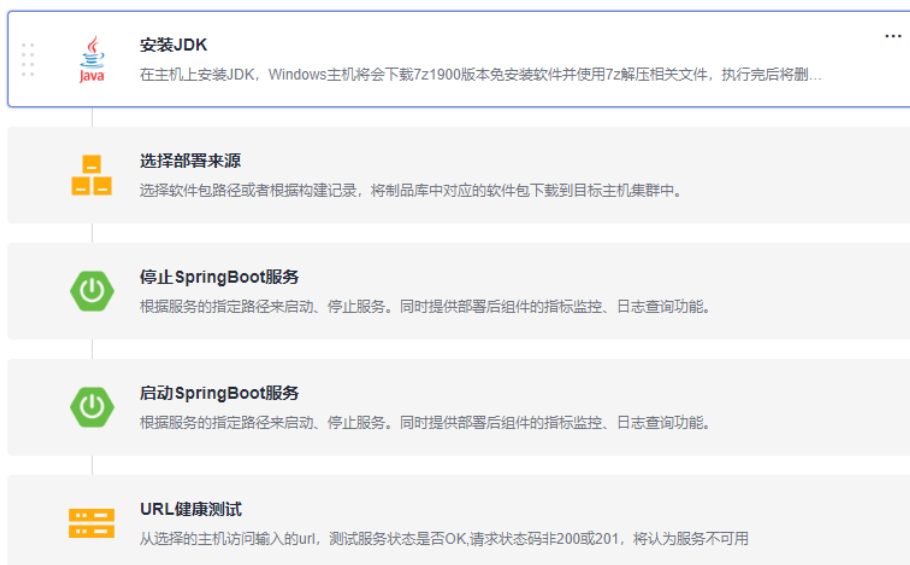 安装JDK
Java
在主机上安装JDK，Windows主机将会下载7z1900版本免安装软件并使用7z解压相关文件，执行完后将删...
选择部署来源
选择软件包路径或者根据构建记录，将制品库中对应的软件包下载到目标主机集群中。
停止SpringBoot服务
根据服务的指定路径来启动、停止服务。同时提供部署后组件的指标监控、日志查询功能。
启动SpringBoot服务
根据服务的指定路径来启动、停止服务。同时提供部署后组件的指标监控、日志查询功能。
URL健康测试
从选择的主机访问输入的url，测试服务状态是否OK,请求状态码非200或201，将认为服务不可用